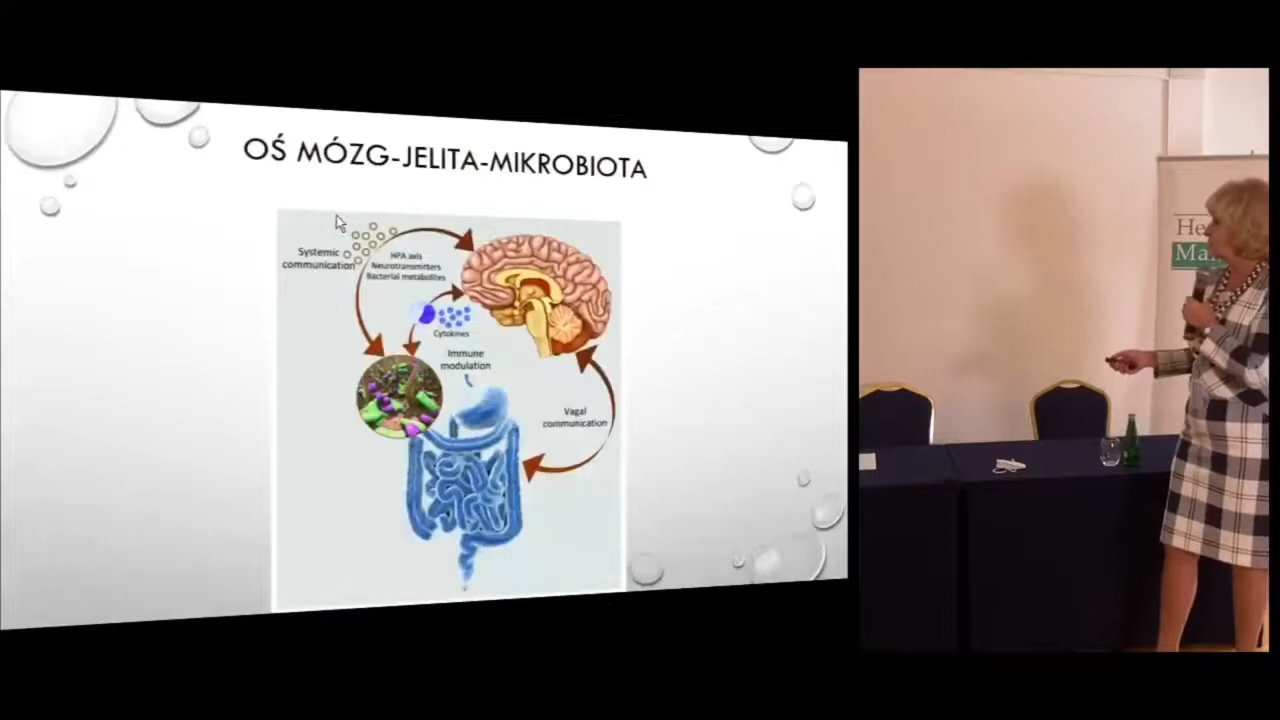 OŚ MÓZG-JELITA-MIKROBIOTA
Systemic
communication
HPA axis
Neurotransmitters
Bacterial metabolites
Cytokines
Immune
modulation
Vagal
communication